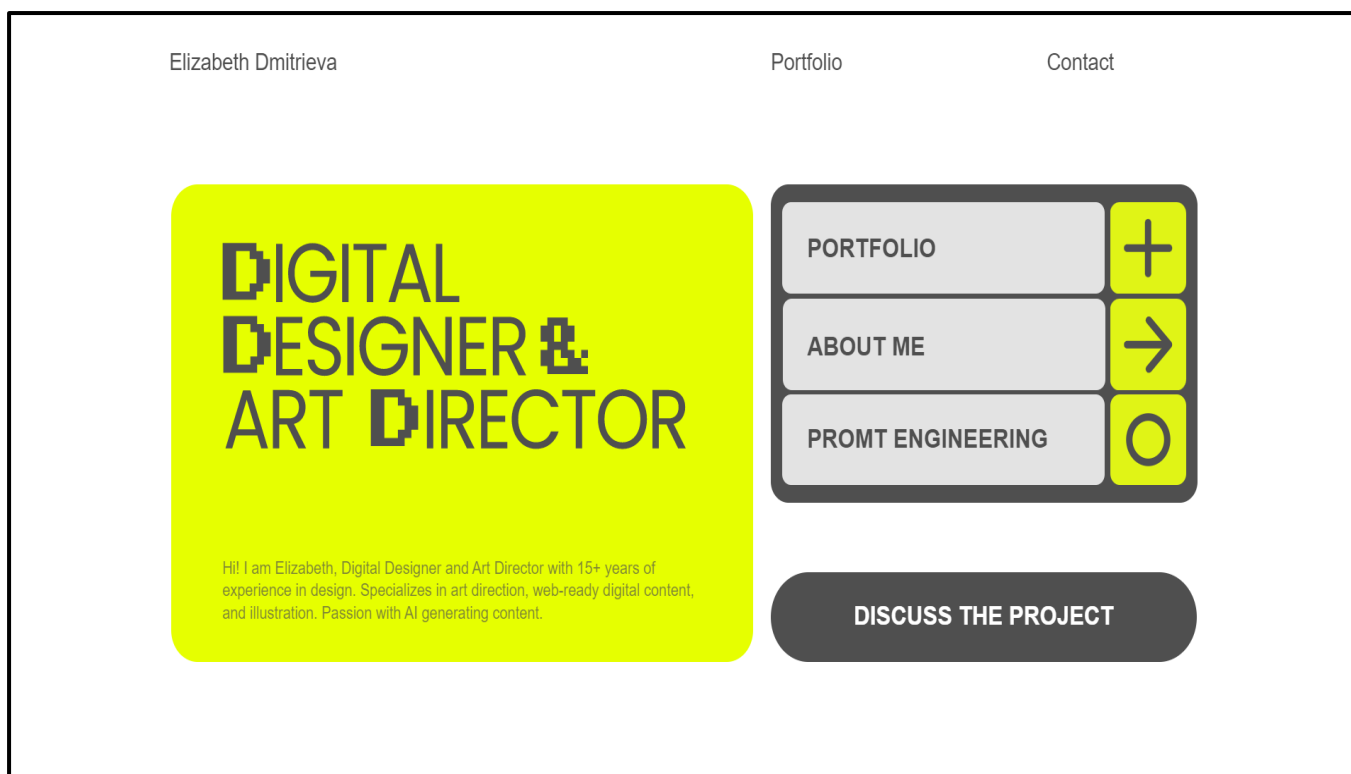 Elizabeth Dmitrieva
Portfolio
Contact
DIGITAL
DESIGNER &
ART DIRECTOR
Hi! I am Elizabeth, Digital Designer and Art Director with 15+ years of
experience in design. Specializes in art direction, web-ready digital content,
and illustration. Passion with AI generating content.
PORTFOLIO
ABOUT ME
PROMT ENGINEERING
DISCUSS THE PROJECT